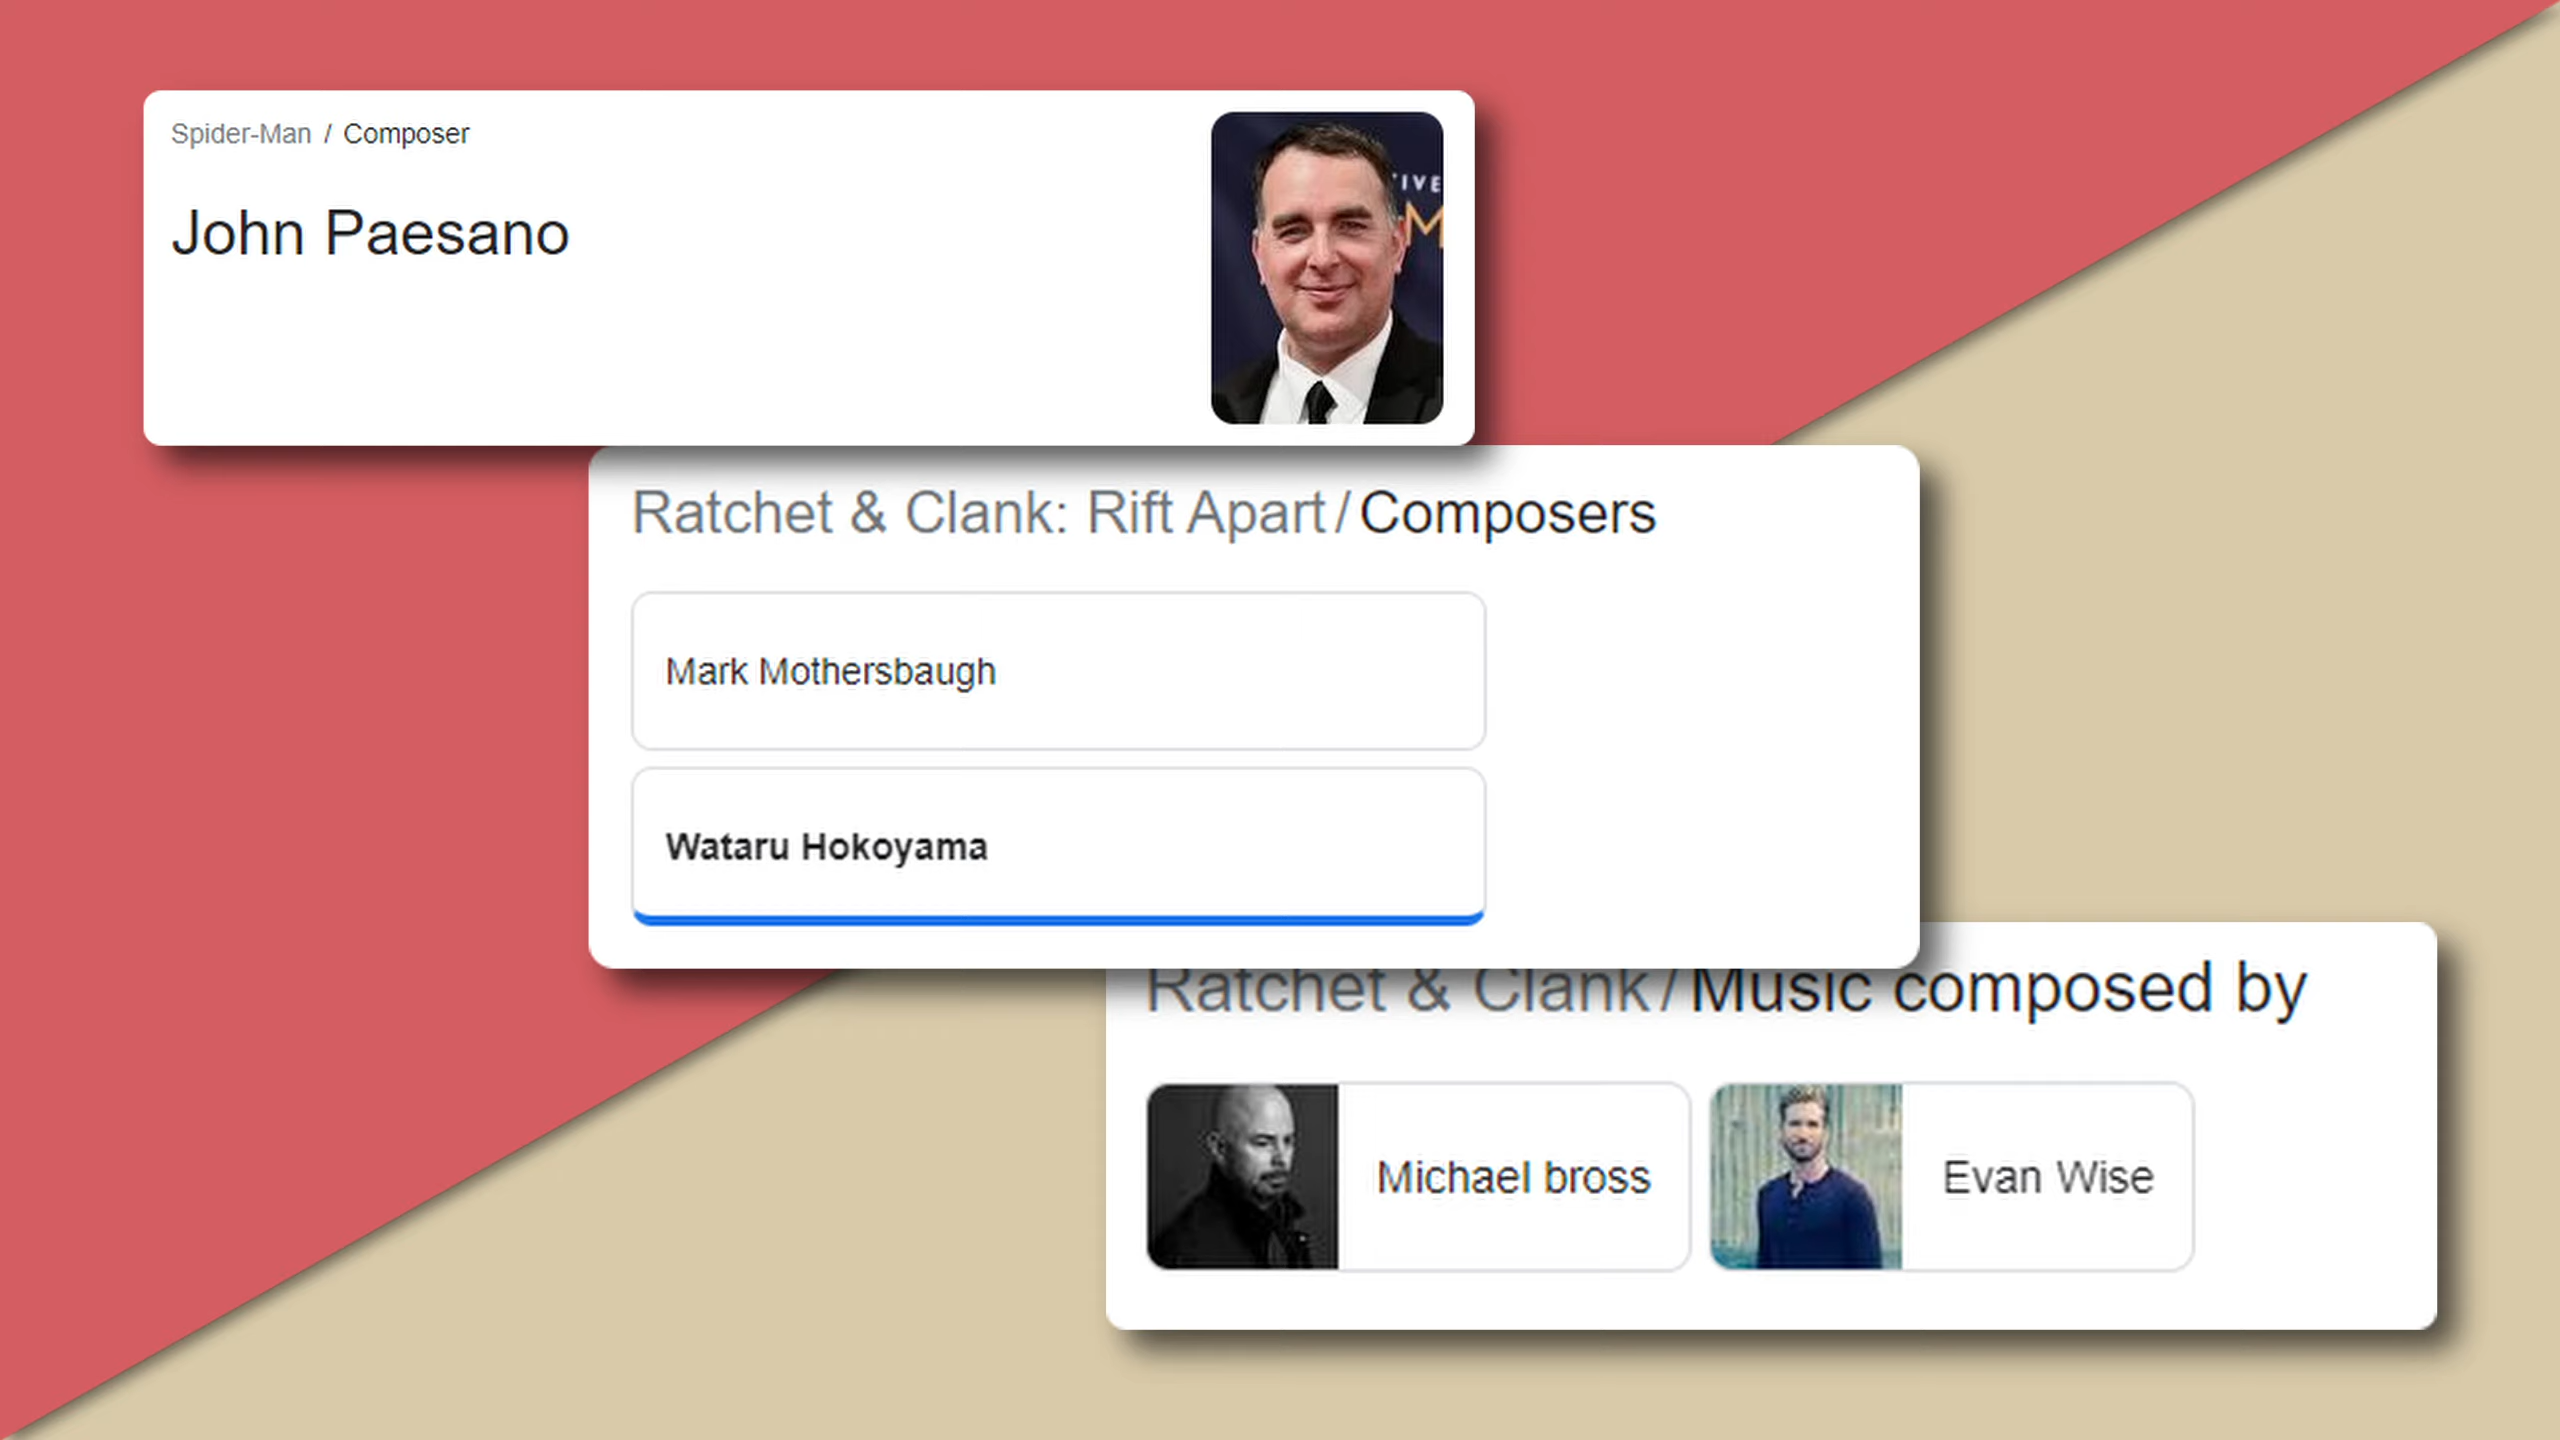 Spider-Man / Composer
John Paesano
TIVE
M
Ratchet & Clank: Rift Apart / Composers
Mark Mothersbaugh
Wataru Hokoyama
Ratchet & Clank / Music composed by
Michael bross
Evan Wise